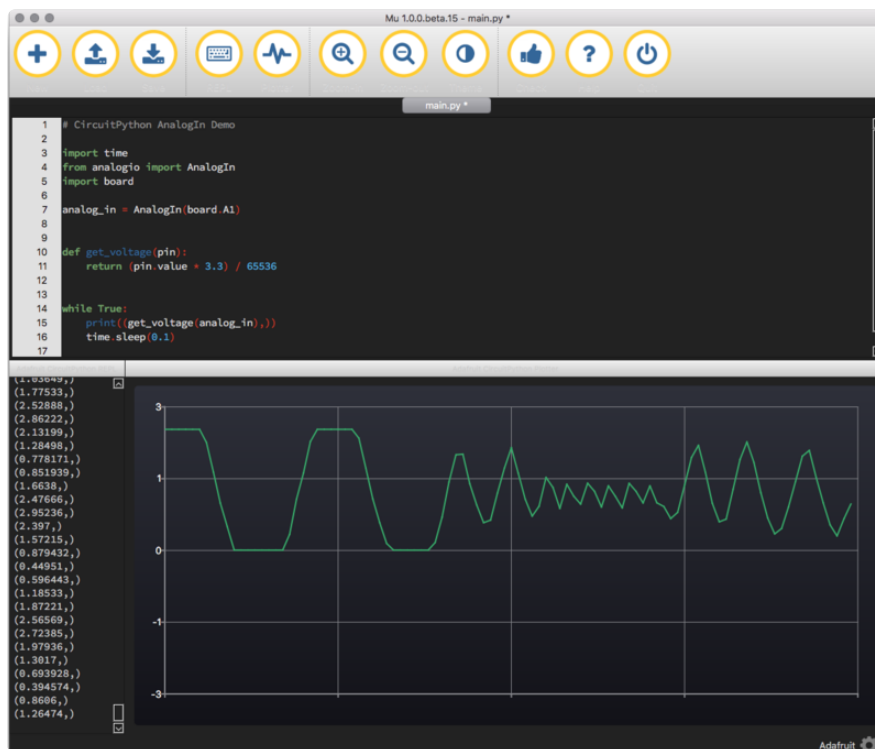 Mu 1.0.0.beta.15 - main.py *
main.py *
1 # CircuitPython AnalogIn Demo
2
3 import time
4 from analogio import AnalogIn
5 import board
6
7 analog_in = AnalogIn(board.A1)
8
9
10 def get_voltage(pin):
11 return (pin.value * 3.3) / 65536
12
13
14 while True:
15 print((get_voltage(analog_in),))
16 time.sleep(0.1)
17
(1.03649,)
(1.77533,)
(2.52888,)
(2.86222,)
(2.13199,)
(1.28498,)
(0.778171,)
(0.851939,)
(1.6638,)
(2.47666,)
(2.95236,)
(2.397,)
(1.57215,)
(0.879432,)
(0.44951,)
(0.596443,)
(1.18533,)
(1.87221,)
(2.56569,)
(2.72385,)
(1.97936,)
(1.3017,)
(0.693928,)
(0.394574,)
(0.8606,)
(1.26474,)
3
1
0
-1
-3
Adafruit